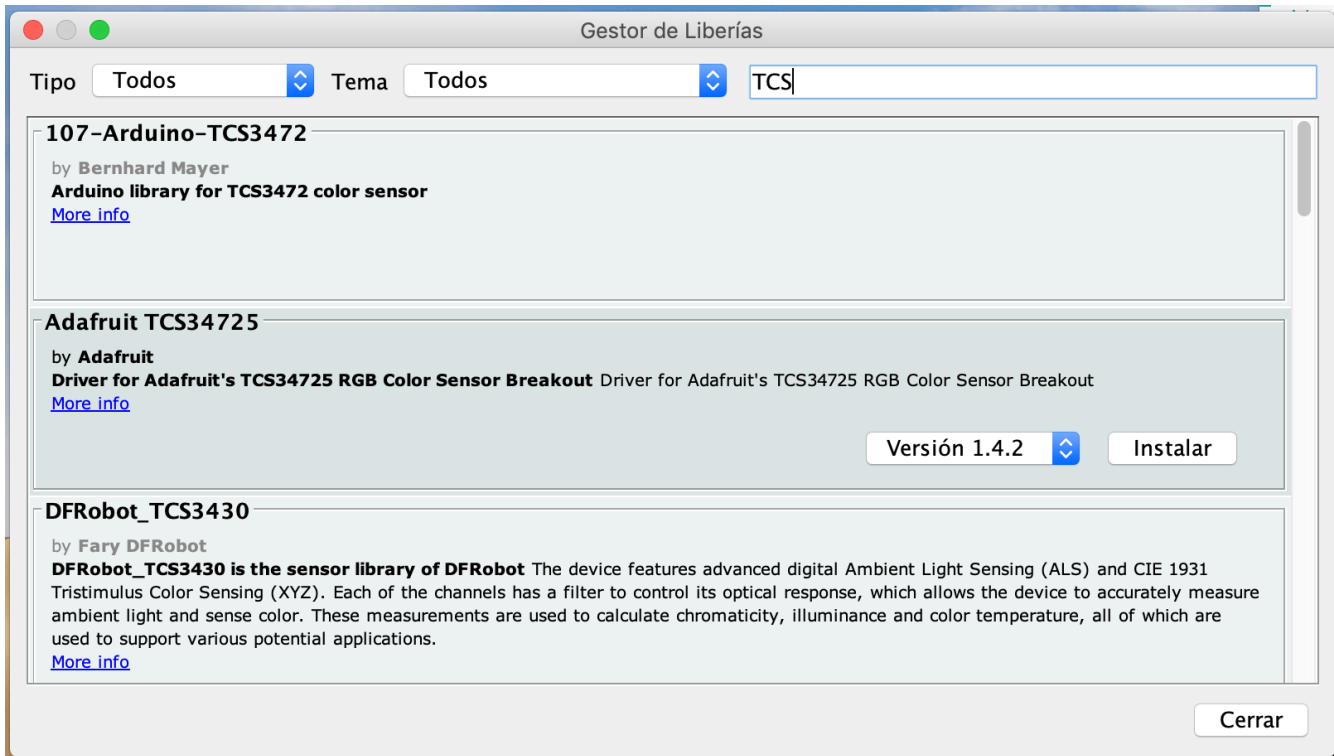 Gestor de Liberías
Tipo Todos Tema Todos TCS
107-Arduino-TCS3472
by Bernhard Mayer
Arduino library for TCS3472 color sensor
More info
Adafruit TCS34725
by Adafruit
Driver for Adafruit's TCS34725 RGB Color Sensor Breakout Driver for Adafruit's TCS34725 RGB Color Sensor Breakout
More info
Versión 1.4.2 Instalar
DFRobot_TCS3430
by Fary DFRobot
DFRobot_TCS3430 is the sensor library of DFRobot The device features advanced digital Ambient Light Sensing (ALS) and CIE 1931
Tristimulus Color Sensing (XYZ). Each of the channels has a filter to control its optical response, which allows the device to accurately measure
ambient light and sense color. These measurements are used to calculate chromaticity, illuminance and color temperature, all of which are
used to support various potential applications.
More info
Cerrar